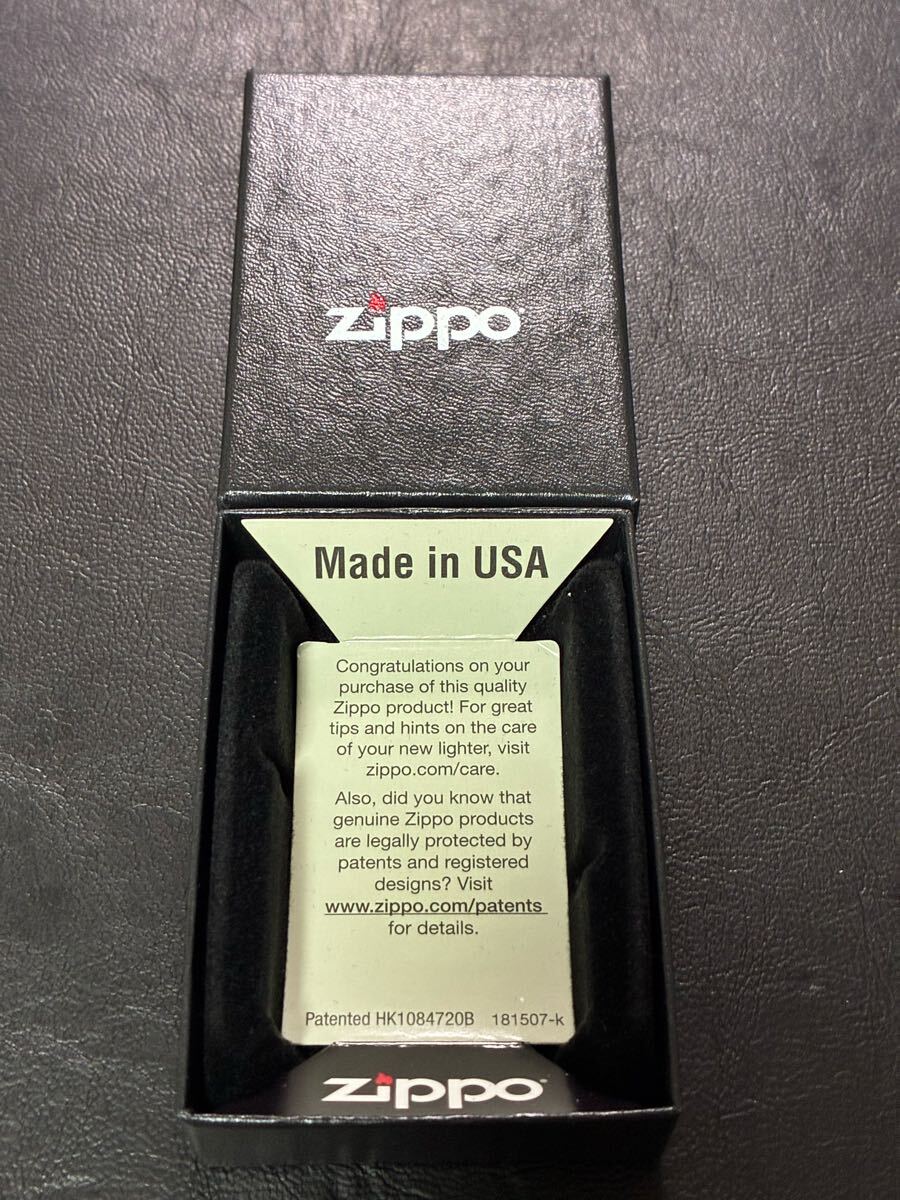 Zippo
Made in USA
Congratulations on your
purchase of this quality
Zippo product! For great
tips and hints on the care
of your new lighter, visit
zippo.com/care.
Also, did you know that
genuine Zippo products
are legally protected by
patents and registered
designs? Visit
www.zippo.com/patents
for details.
Patented HK1084720B 181507-k
Zippo